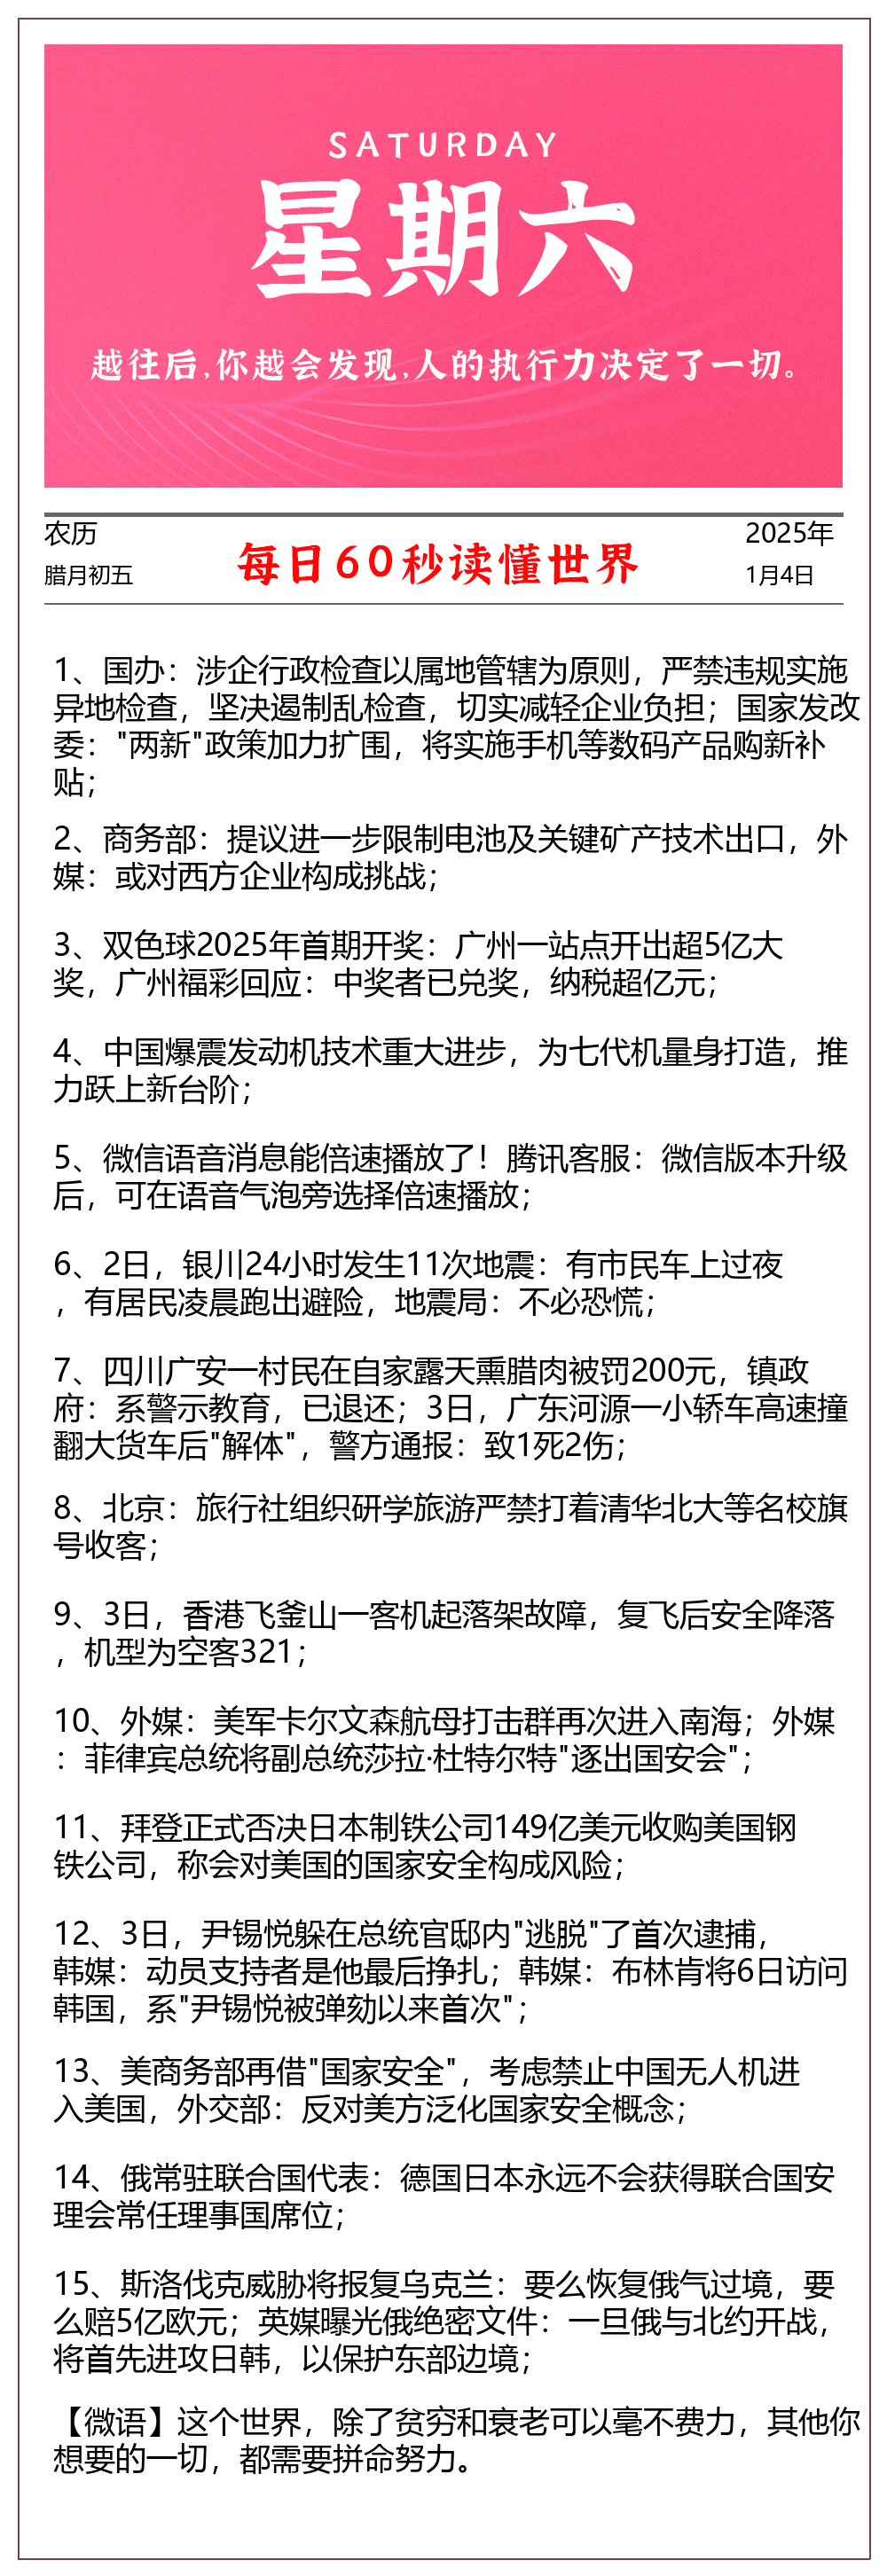 SATURDAY
星期六
越往后,你越会发现,人的执行力决定了一切。
农历
腊月初五
每日60秒读懂世界
2025年
1月4日
1、国办：涉企行政检查以属地管辖为原则，严禁违规实施
异地检查，坚决遏制乱检查，切实减轻企业负担；国家发改
委："两新"政策加力扩围，将实施手机等数码产品购新补
贴；
2、商务部：提议进一步限制电池及关键矿产技术出口，外
媒：或对西方企业构成挑战；
3、双色球2025年首期开奖：广州一站点开出超5亿大
奖，广州福彩回应：中奖者已兑奖，纳税超亿元；
4、中国爆震发动机技术重大进步，为七代机量身打造，推
力跃上新台阶；
5、微信语音消息能倍速播放了！腾讯客服：微信版本升级
后，可在语音气泡旁选择倍速播放；
6、2日，银川24小时发生11次地震：有市民车上过夜
，有居民凌晨跑出避险，地震局：不必恐慌；
7、四川广安一村民在自家露天熏腊肉被罚200元，镇政
府：系警示教育，已退还；3日，广东河源一小轿车高速撞
翻大货车后"解体"，警方通报：致1死2伤；
8、北京：旅行社组织研学旅游严禁打着清华北大等名校旗
号收客；
9、3日，香港飞釜山一客机起落架故障，复飞后安全降落
，机型为空客321；
10、外媒：美军卡尔文森航母打击群再次进入南海；外媒
：菲律宾总统将副总统莎拉·杜特尔特"逐出国安会"；
11、拜登正式否决日本制铁公司149亿美元收购美国钢
铁公司，称会对美国的国家安全构成风险；
12、3日，尹锡悦躲在总统官邸内"逃脱"了首次逮捕，
韩媒：动员支持者是他最后挣扎；韩媒：布林肯将6日访问
韩国，系"尹锡悦被弹劾以来首次"；
13、美商务部再借"国家安全"，考虑禁止中国无人机进
入美国，外交部：反对美方泛化国家安全概念；
14、俄常驻联合国代表：德国日本永远不会获得联合国安
理会常任理事国席位；
15、斯洛伐克威胁将报复乌克兰：要么恢复俄气过境，要
么赔5亿欧元；英媒曝光俄绝密文件：一旦俄与北约开战，
将首先进攻日韩，以保护东部边境；
【微语】这个世界，除了贫穷和衰老可以毫不费力，其他你
想要的一切，都需要拼命努力。